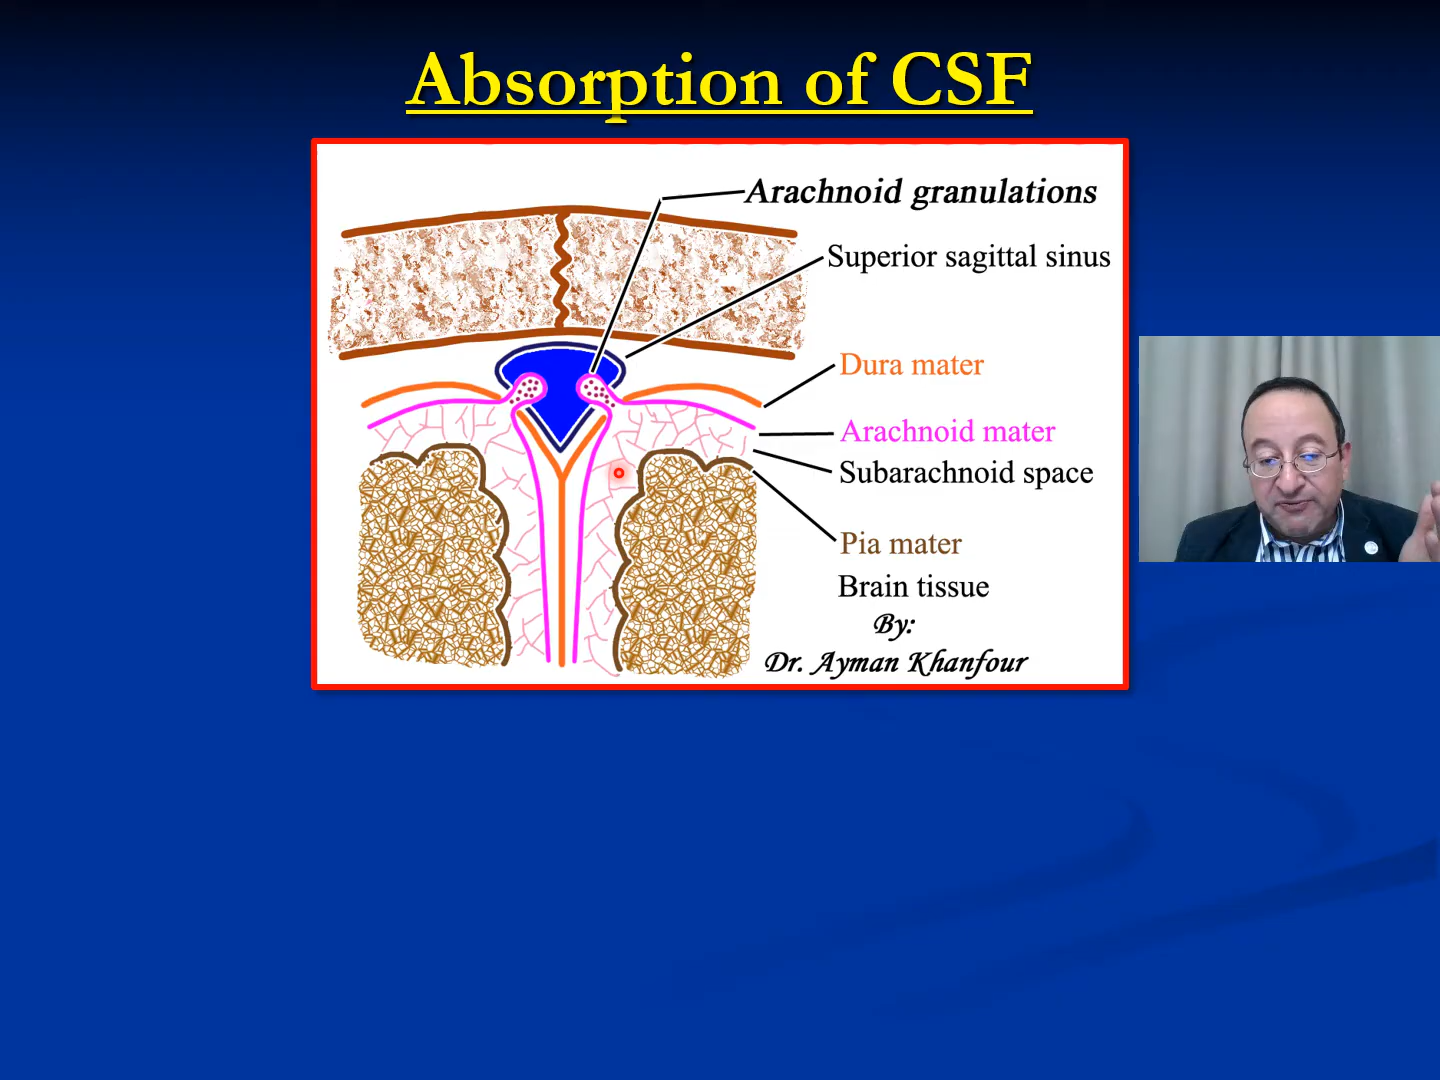 Absorption of CSF
Arachnoid granulations
Superior sagittal sinus
Dura mater
Arachnoid mater
Subarachnoid space
Pia mater
Brain tissue
By:
Dr. Ayman Khanfour